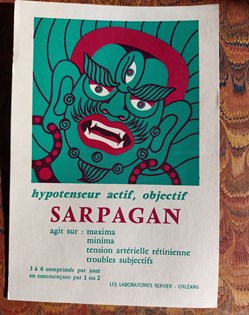 hypotenseur actif, objectif
SARPAGAN
agit sur : maxima
minima
tension artérielle rétinienne
troubles subjectifs
3 à 6 comprimés par jour
en commençant par 1 ou 2
LES LABORATOIRES SERVIER - ORLÉANS